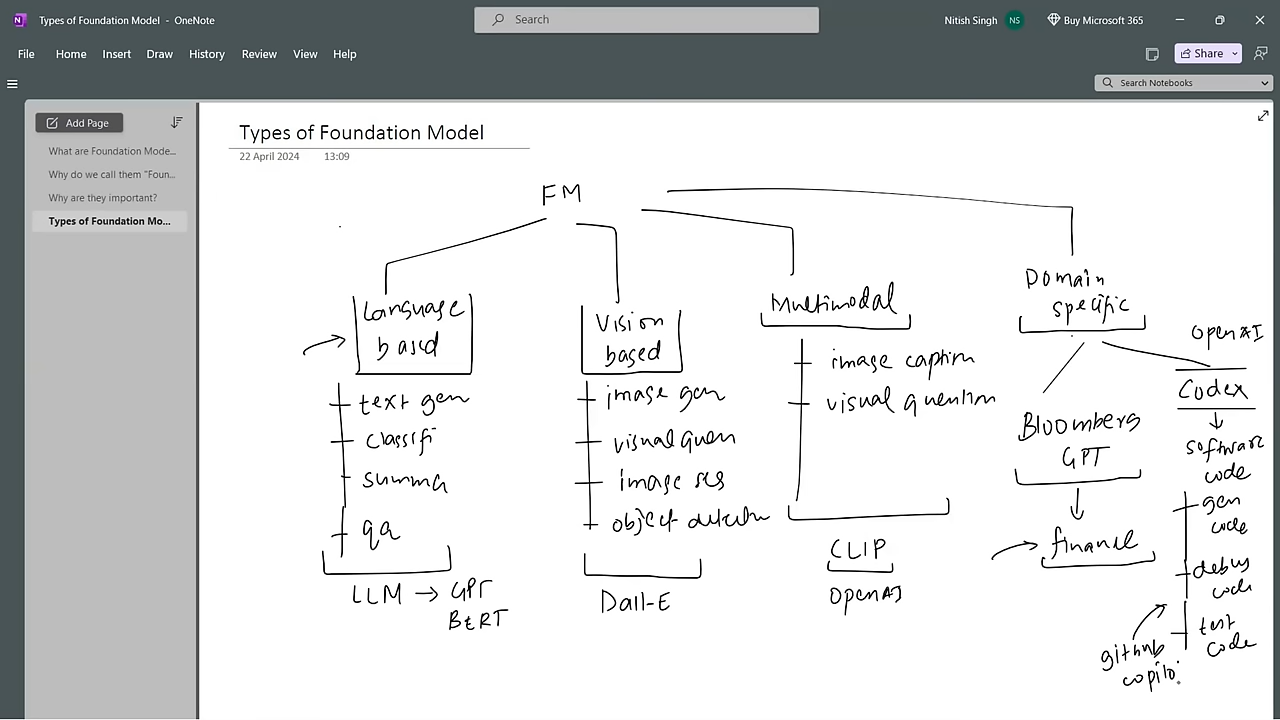 Types of Foundation Model - OneNote
Search
Nitish Singh
NS
Buy Microsoft 365
File
Home
Insert
Draw
History
Review
View
Help
Share
Search Notebooks
Add Page
What are Foundation Mode...
Why do we call them "Foun...
Why are they important?
Types of Foundation Mo...
Types of Foundation Model
22 April 2024
13:09
FM
Language
based
text gen
classifi
summa
qa
LLM → GPT
BERT
Vision
based
image gen
visual quen
image seg
object detection
Dall-E
Multimodal
image caption
visual question
CLIP
OpenAI
Domain
specific
Bloomberg
GPT
finance
OpenAI
Codex
software
code
gen
code
debug
code
test
code
github
copilo